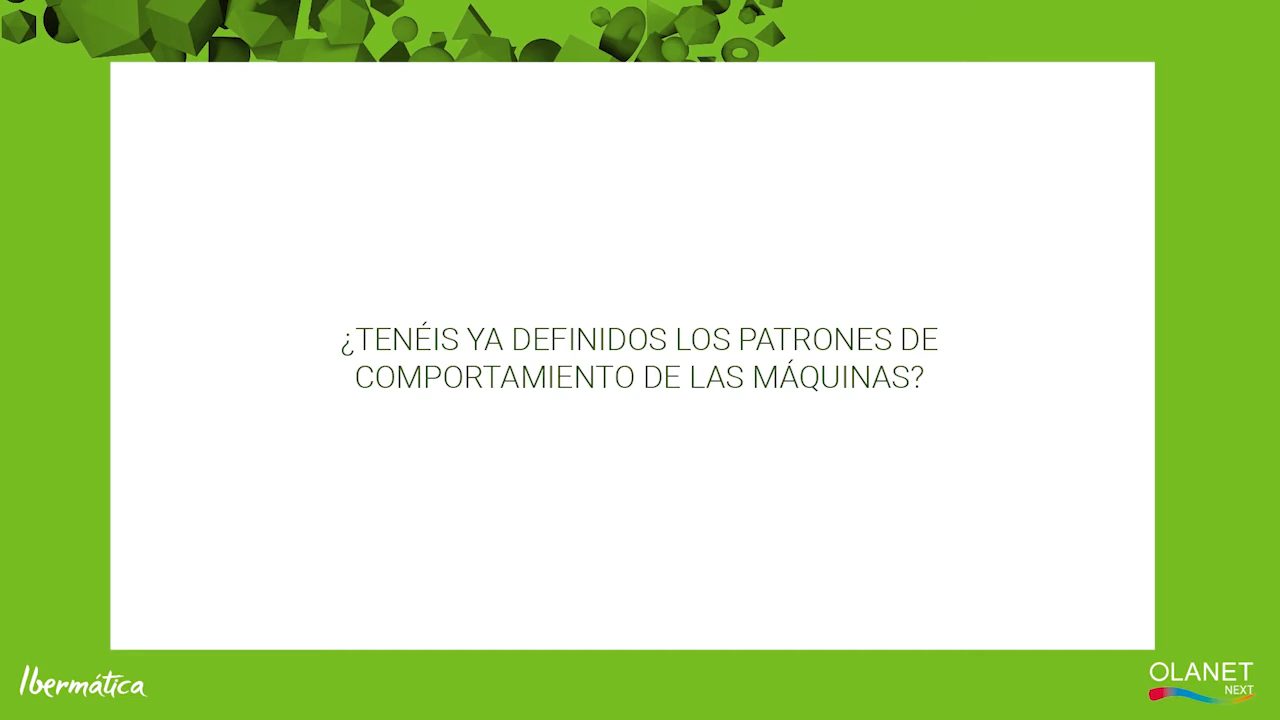 ¿TENÉIS YA DEFINIDOS LOS PATRONES DE
COMPORTAMIENTO DE LAS MÁQUINAS?
Ibermática
OLANET
NEXT